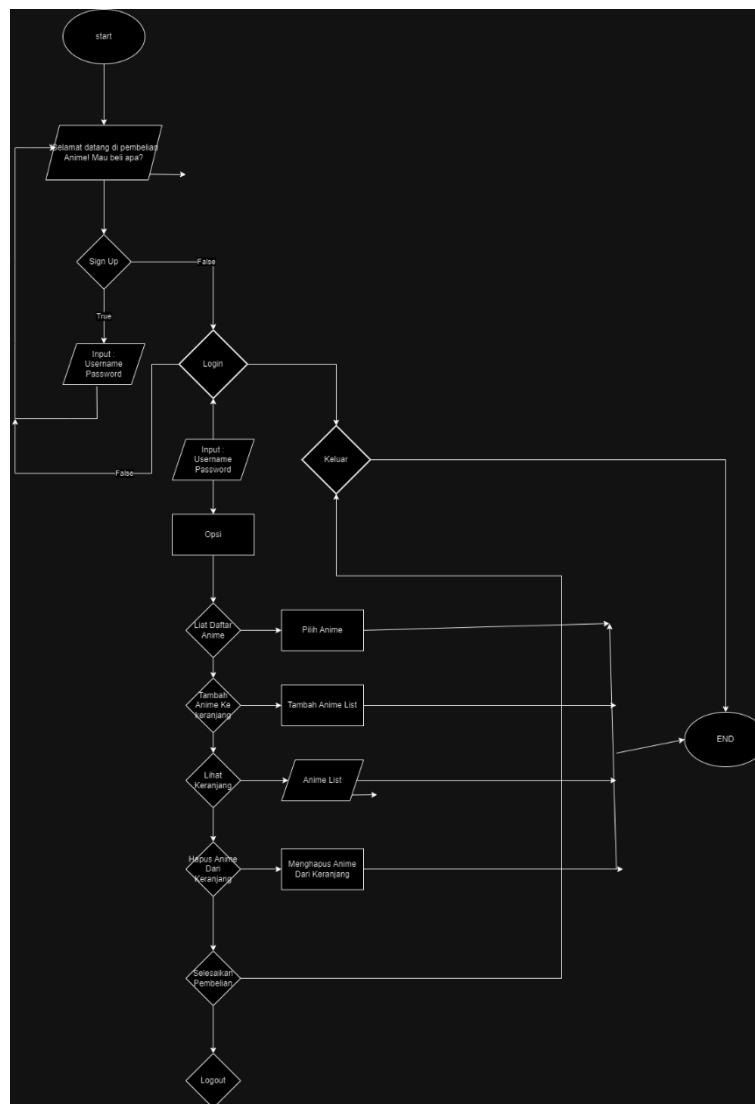 start
Selamat datang di pembelian
Anime! Mau beli apa?
Sign Up
False
True
Input :
Username
Password
Login
Input :
Username
Password
False
Keluar
Opsi
Liat Daftar
Anime
Pilih Anime
Tambah
Anime Ke
keranjang
Tambah Anime List
END
Lihat
Keranjang
Anime List
Hapus Anime
Dari
Keranjang
Menghapus Anime
Dari Keranjang
Selesaikan
Pembelian
Logout